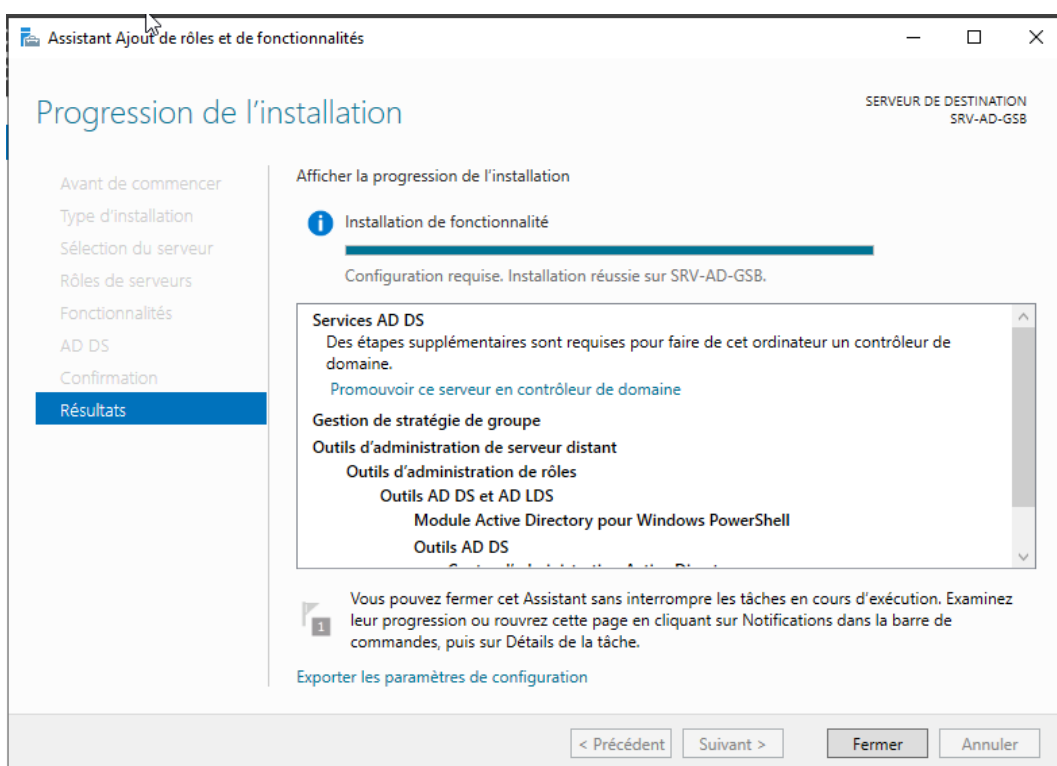 Assistant Ajout de rôles et de fonctionnalités
Progression de l'installation
SERVEUR DE DESTINATION
SRV-AD-GSB
Avant de commencer
Type d'installation
Sélection du serveur
Rôles de serveurs
Fonctionnalités
AD DS
Confirmation
Résultats
Afficher la progression de l'installation
Installation de fonctionnalité
Configuration requise. Installation réussie sur SRV-AD-GSB.
Services AD DS
Des étapes supplémentaires sont requises pour faire de cet ordinateur un contrôleur de
domaine.
Promouvoir ce serveur en contrôleur de domaine
Gestion de stratégie de groupe
Outils d'administration de serveur distant
Outils d'administration de rôles
Outils AD DS et AD LDS
Module Active Directory pour Windows PowerShell
Outils AD DS
1
Vous pouvez fermer cet Assistant sans interrompre les tâches en cours d'exécution. Examinez
leur progression ou rouvrez cette page en cliquant sur Notifications dans la barre de
commandes, puis sur Détails de la tâche.
Exporter les paramètres de configuration
< Précédent
Suivant >
Fermer
Annuler